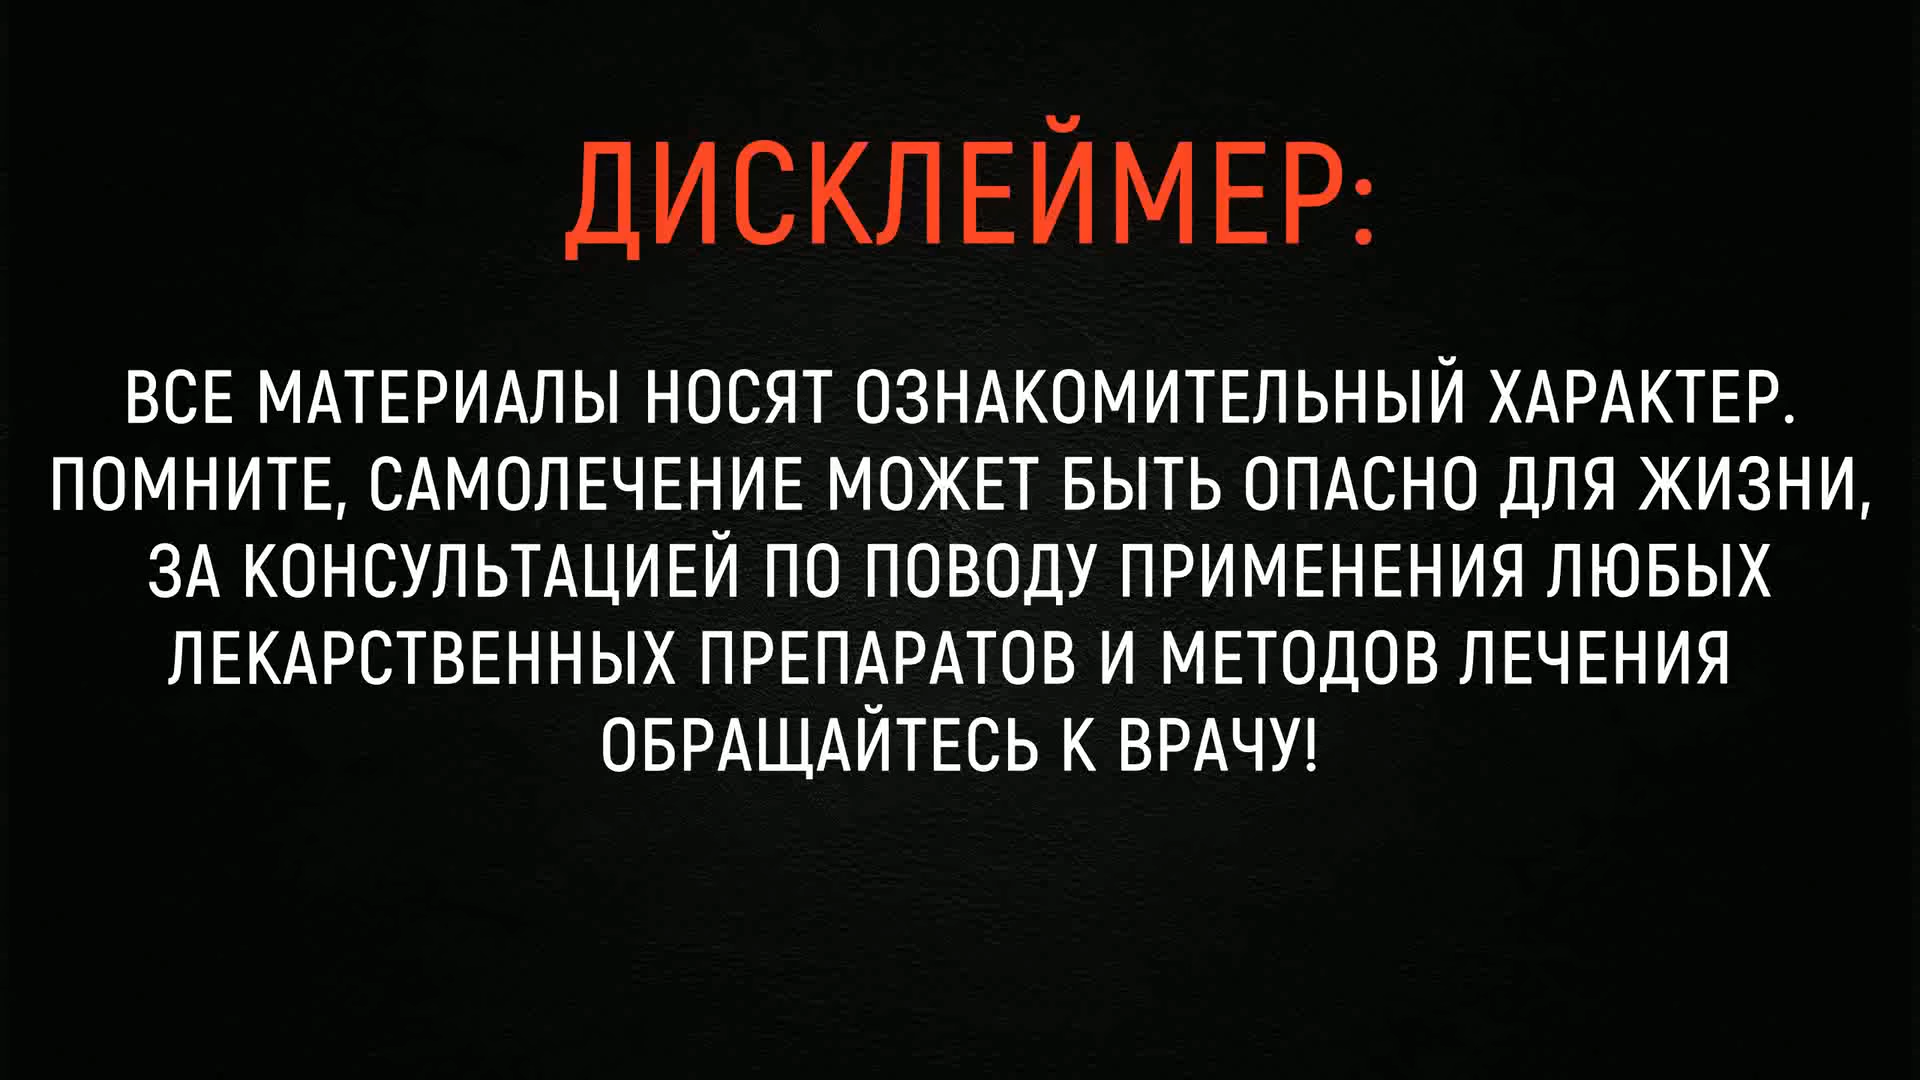 ДИСКЛЕЙМЕР:
ВСЕ МАТЕРИАЛЫ НОСЯТ ОЗНАКОМИТЕЛЬНЫЙ ХАРАКТЕР.
ПОМНИТЕ, САМОЛЕЧЕНИЕ МОЖЕТ БЫТЬ ОПАСНО ДЛЯ ЖИЗНИ,
ЗА КОНСУЛЬТАЦИЕЙ ПО ПОВОДУ ПРИМЕНЕНИЯ ЛЮБЫХ
ЛЕКАРСТВЕННЫХ ПРЕПАРАТОВ И МЕТОДОВ ЛЕЧЕНИЯ
ОБРАЩАЙТЕСЬ К ВРАЧУ!